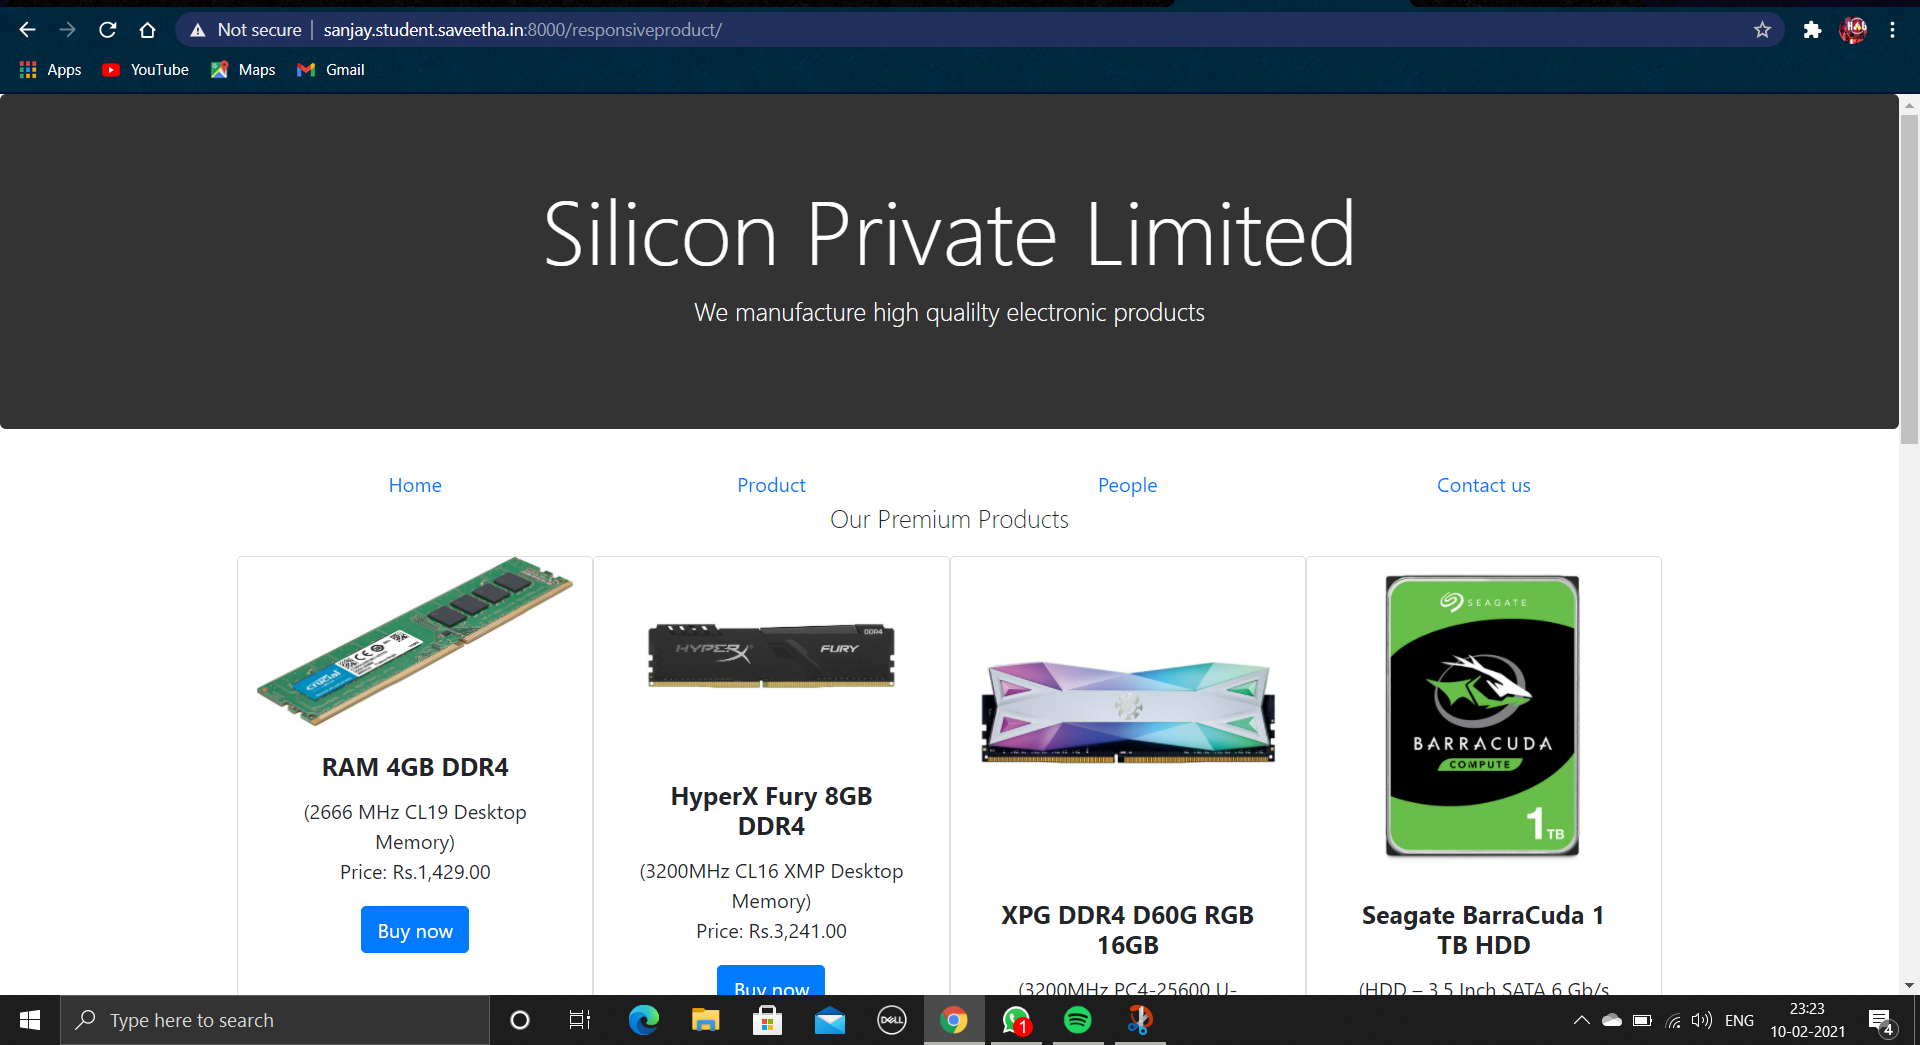 Not secure
sanjay.student.saveetha.in:8000/responsiveproduct/
Apps
YouTube
Maps
Gmail
Silicon Private Limited
We manufacture high qualilty electronic products
Home
Product
People
Contact us
Our Premium Products
crucial
RAM 4GB DDR4
(2666 MHz CL19 Desktop
Memory)
Price: Rs.1,429.00
Buy now
HYPERX
FURY
DDR4
HyperX Fury 8GB
DDR4
(3200MHz CL16 XMP Desktop
Memory)
Price: Rs.3,241.00
Buy now
XPG DDR4 D60G RGB
16GB
(3200MHz PC4-25600 U-
SEAGATE
BARRACUDA
COMPUTE
1TB
Seagate BarraCuda 1
TB HDD
(HDD – 3.5 Inch SATA 6 Gb/s
Type here to search
DELL
1
ENG
23:23
10-02-2021
4